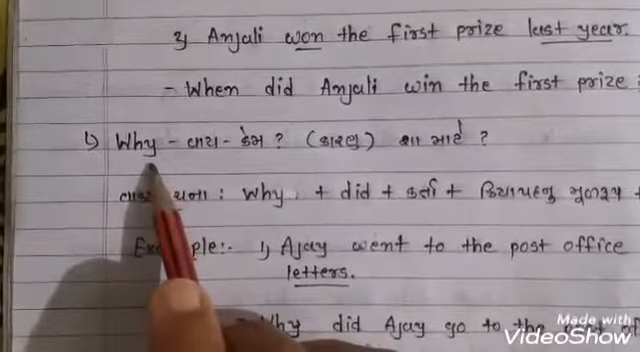 2) Anjali won the first prize last year.
- When did Anjali win the first prize
Why - - કેમ ? (કારણ) શા માટે ?
: Why + did + કર્તા + ક્રિયાપદનું મૂળરૂપ +
Example:- 1) Ajay went to the post office
letters.
Why did Ajay go to the post of
Made with
VideoShow